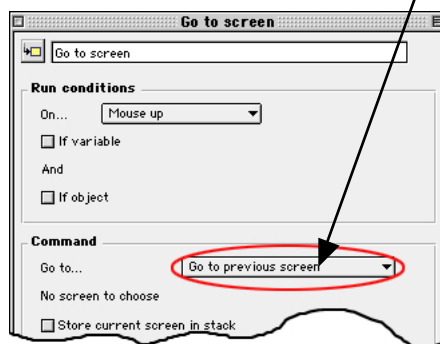 Go to screen
Go to screen
Run conditions
On... Mouse up
If variable
And
If object
Command
Go to... Go to previous screen
No screen to choose
Store current screen in stack